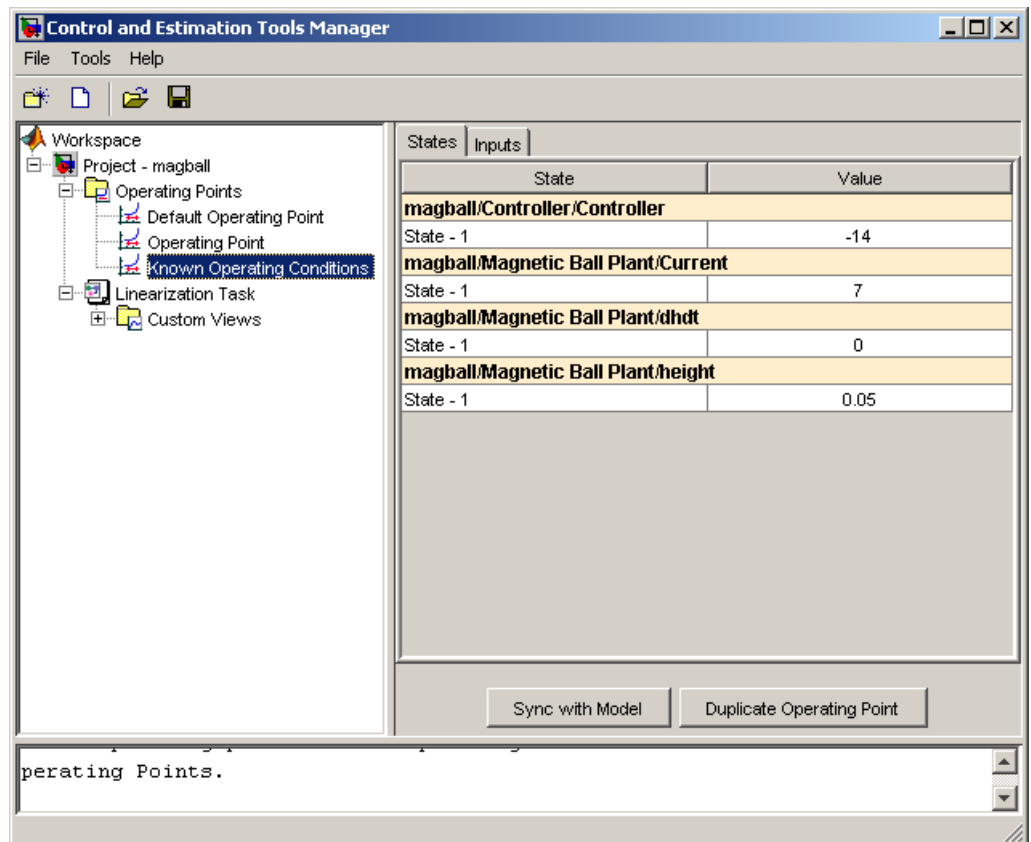 Control and Estimation Tools Manager
File Tools Help
Workspace
Project - magball
Operating Points
Default Operating Point
Operating Point
Known Operating Conditions
Linearization Task
Custom Views
States Inputs
State Value
magball/Controller/Controller
State - 1 -14
magball/Magnetic Ball Plant/Current
State - 1 7
magball/Magnetic Ball Plant/dhdt
State - 1 0
magball/Magnetic Ball Plant/height
State - 1 0.05
Sync with Model Duplicate Operating Point
perating Points.